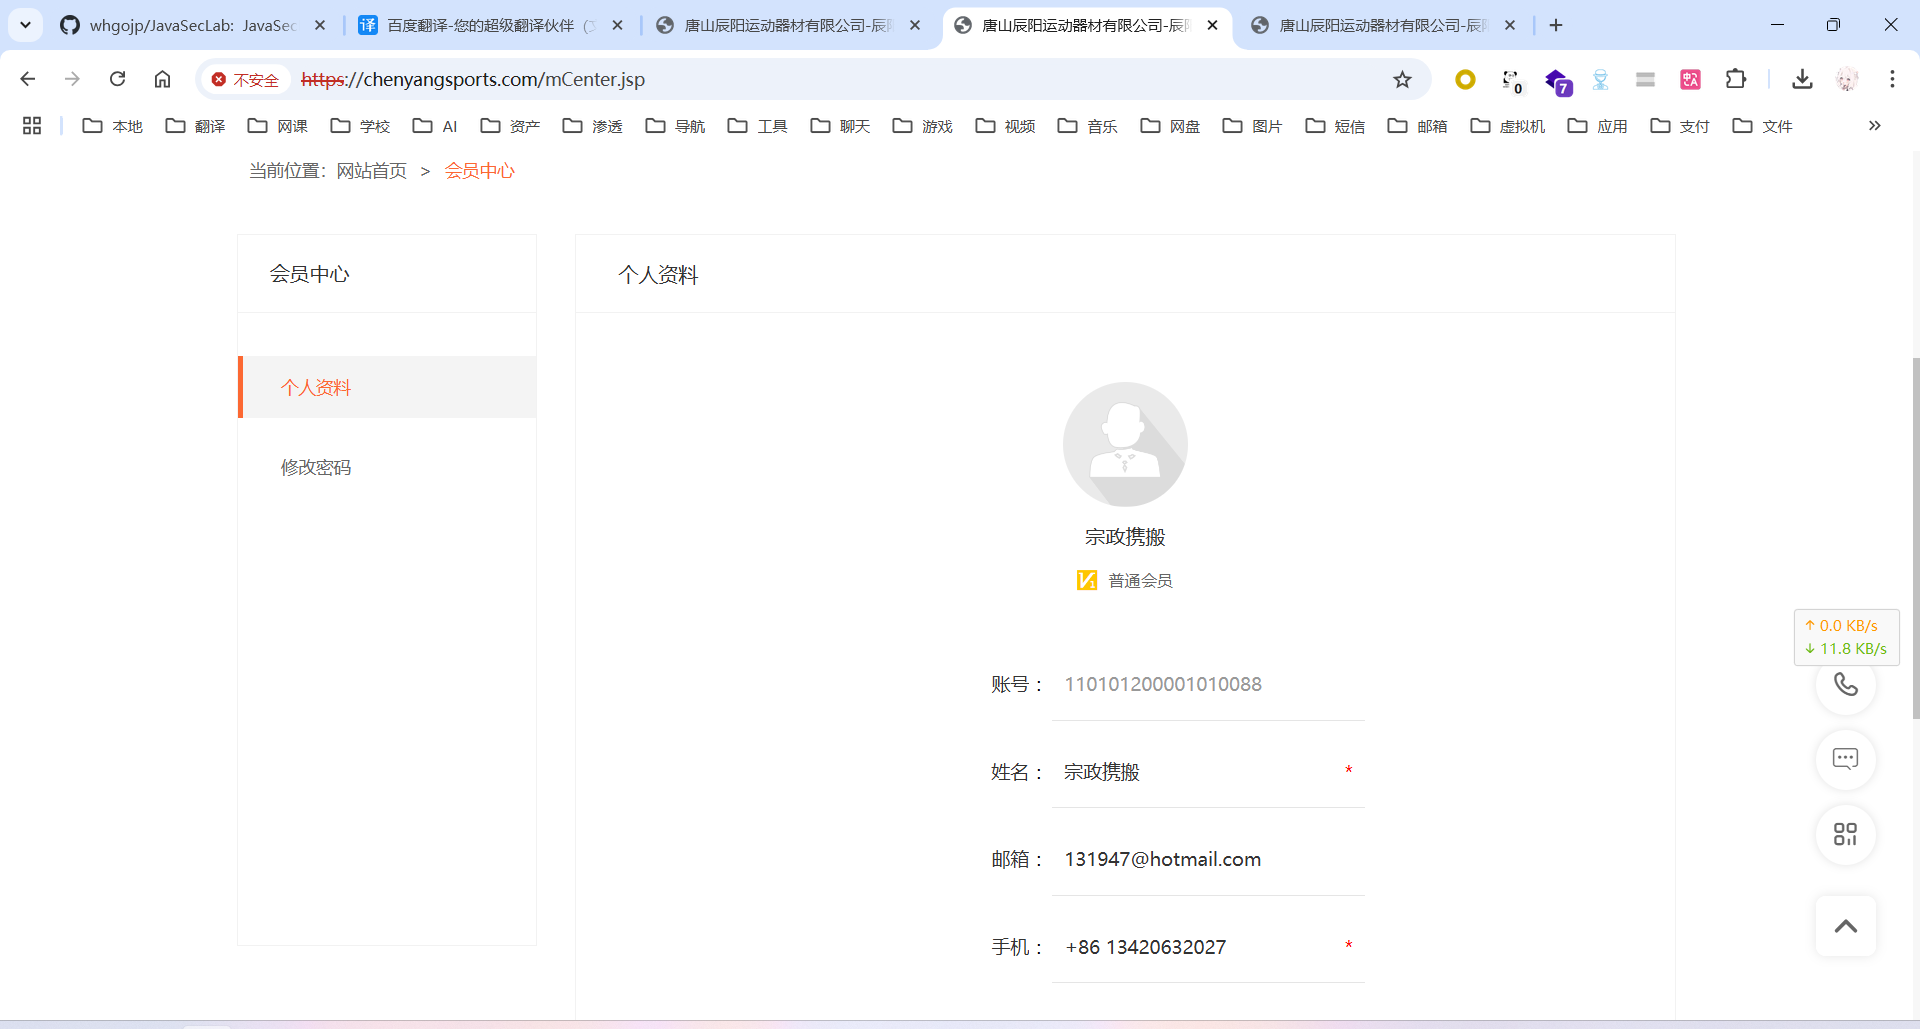 whgojp/JavaSecLab: JavaSec
百度翻译-您的超级翻译伙伴（文
唐山辰阳运动器材有限公司-辰阳
唐山辰阳运动器材有限公司-辰阳
唐山辰阳运动器材有限公司-辰阳
不安全 https://chenyangsports.com/mCenter.jsp
0
7
本地 翻译 网课 学校 AI 资产 渗透 导航 工具 聊天 游戏 视频 音乐 网盘 图片 短信 邮箱 虚拟机 应用 支付 文件
当前位置：网站首页 > 会员中心
会员中心
个人资料
修改密码
个人资料
宗政携搬
V1 普通会员
账号： 110101200001010088
姓名： 宗政携搬 *
邮箱： 131947@hotmail.com
手机： +86 13420632027 *
↑ 0.0 KB/s
↓ 11.8 KB/s